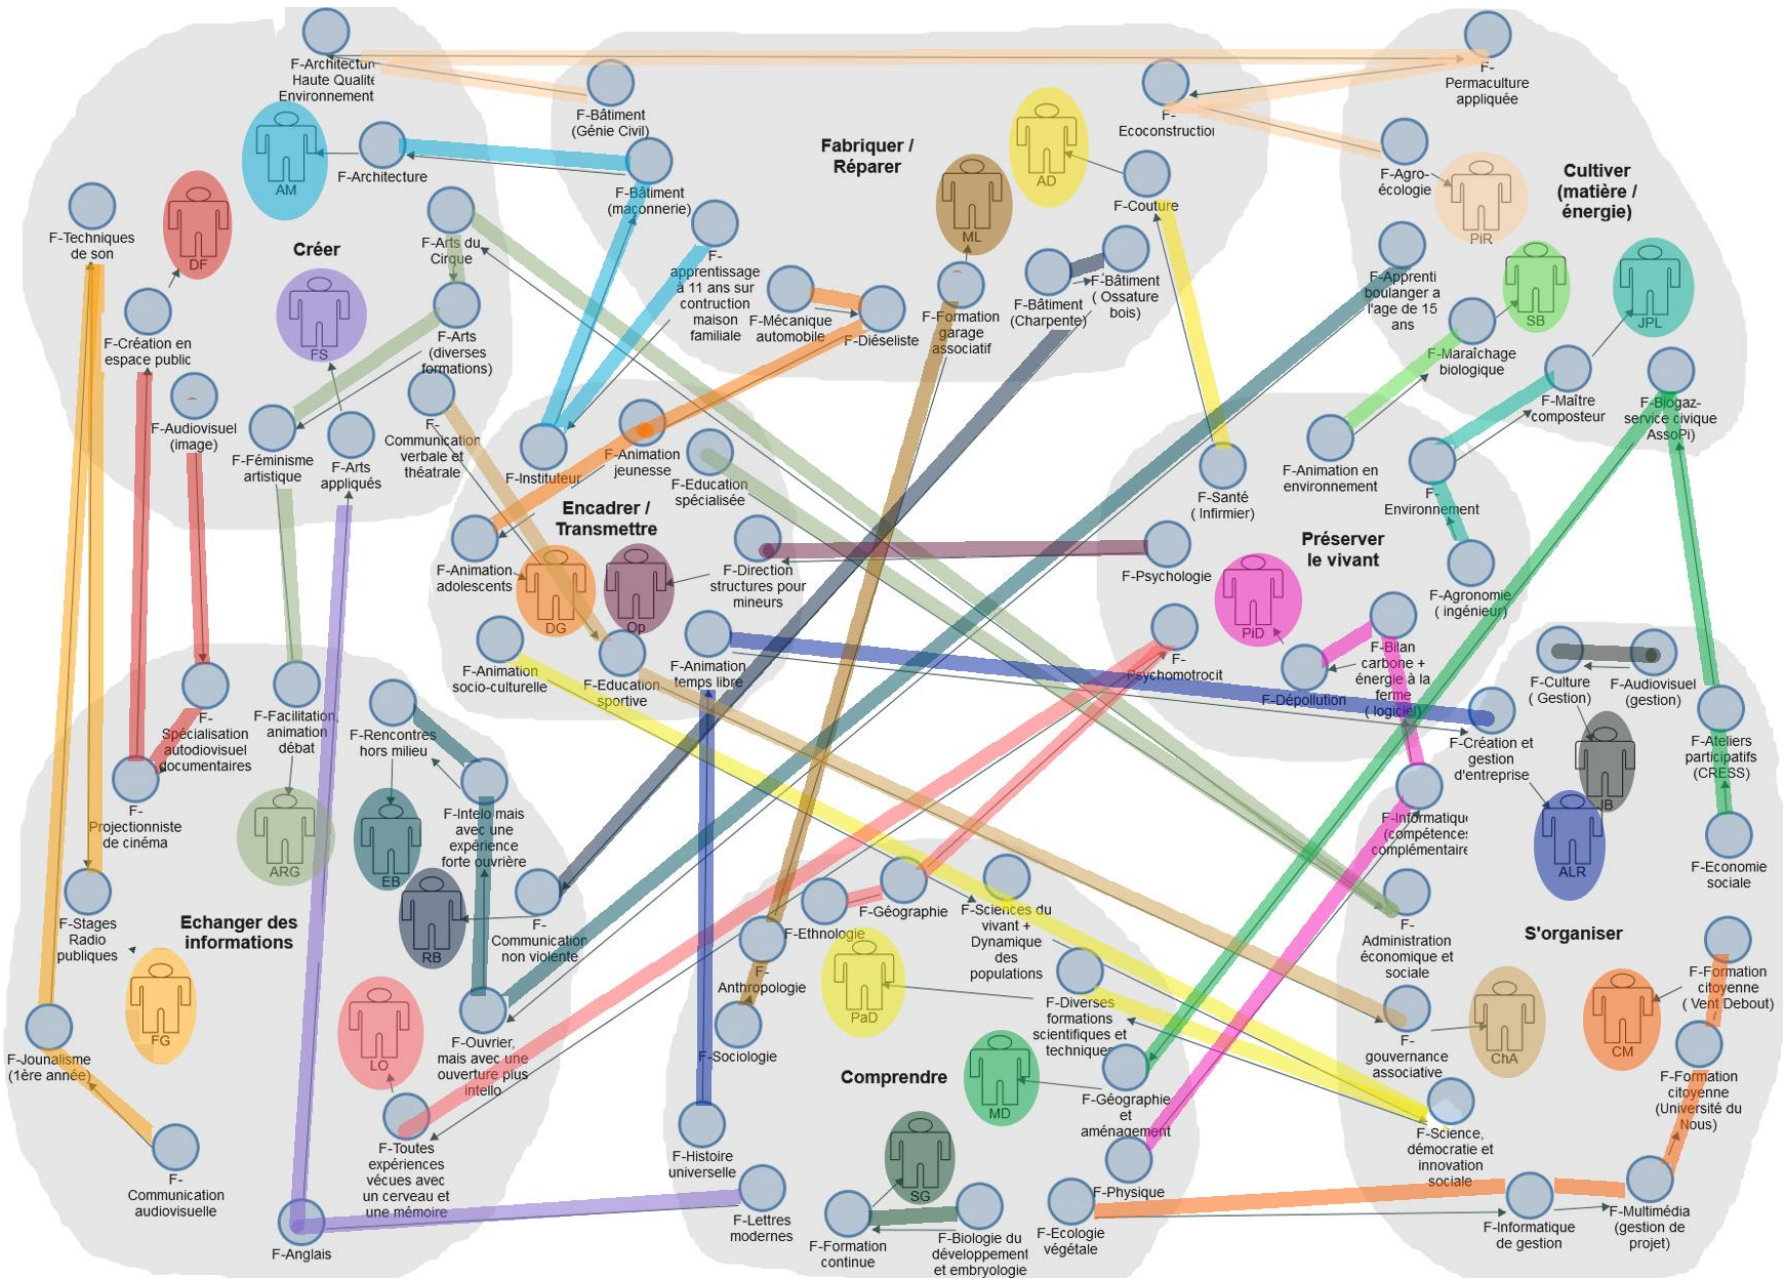 F-Architecture
Haute Qualité
Environnement
F-Bâtiment
(Génie Civil)
AM
F-Architecture
F-Bâtiment
(maçonnerie)
Fabriquer /
Réparer
AD
F-
Ecoconstruction
F-
Permaculture
appliquée
F-Agro-
écologie
Cultiver
(matière /
énergie)
PiR
F-Techniques
de son
DF
Créer
F-Arts du
Cirque
F-
apprentissage
à 11 ans sur
contruction
maison
familiale
ML
F-Couture
F-Bâtiment
(Charpente)
F-Bâtiment
( Ossature
bois)
F-Apprenti
boulanger a
l'age de 15
ans
SB
JPL
F-Création en
espace public
FS
F-Arts
(diverses
formations)
F-Mécanique
automobile
F-Diéseliste
F-Formation
garage
associatif
F-Maraîchage
biologique
F-Maître
composteur
F-Biogaz-
service civique
AssoPi)
F-Audiovisuel
(image)
F-Féminisme
artistique
F-Arts
appliqués
F-
Communication
verbale et
théatrale
F-Instituteur
F-Animation
jeunesse
F-Education
spécialisée
F-Santé
( Infirmier)
F-Animation en
environnement
F-
Environnement
Encadrer /
Transmettre
F-Animation
adolescents
DG
Op
F-Direction
structures pour
mineurs
F-Psychologie
Préserver
le vivant
F-Agronomie
( ingénieur)
PiD
F-Animation
socio-culturelle
F-Education
sportive
F-Animation
temps libre
F-
Psychomotrocit
F-Dépollution
F-Bilan
carbone +
énergie à la
ferme
( logiciel)
F-Culture
( Gestion)
F-Audiovisuel
(gestion)
F-
Spécialisation
autodiovisuel
documentaires
F-Facilitation,
animation
débat
F-Rencontres
hors milieu
F-Création et
gestion
d'entreprise
JB
F-Ateliers
participatifs
(CRESS)
F-
Projectionniste
de cinéma
ARG
EB
F-Intelo mais
avec une
expérience
forte ouvrière
F-Informatique
(compétences
complémentaire
ALR
F-Economie
sociale
F-Stages
Radio
publiques
Echanger des
informations
RB
F-
Communication
non violente
F-Ethnologie
F-Géographie
F-Sciences du
vivant +
Dynamique
des
populations
F-
Administration
économique et
sociale
S'organiser
F-
Anthropologie
PaD
F-Diverses
formations
scientifiques et
techniques
F-Formation
citoyenne
( Vent Debout)
FG
LO
F-Ouvrier,
mais avec une
ouverture plus
intello
F-Sociologie
F-
gouvernance
associative
ChA
CM
F-Jounalisme
(1ère année)
Comprendre
MD
F-Géographie
et
aménagement
F-Formation
citoyenne
(Université du
Nous)
F-Toutes
expériences
vécues avec
un cerveau et
une mémoire
F-Histoire
universelle
SG
F-Physique
F-Science,
démocratie et
innovation
sociale
F-
Communication
audiovisuelle
F-Anglais
F-Lettres
modernes
F-Formation
continue
F-Biologie du
développement
et embryologie
F-Ecologie
végétale
F-Informatique
de gestion
F-Multimédia
(gestion de
projet)